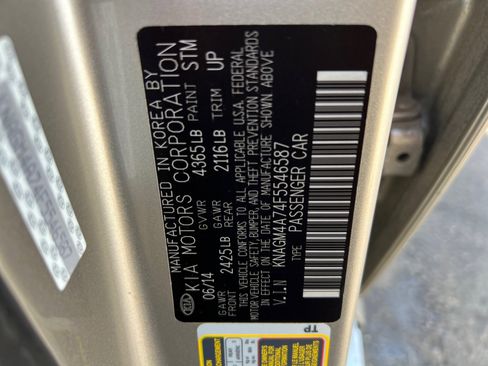 MANUFACTURED IN KOREA BY
KIA MOTORS CORPORATION
06/14 GVWR 4365LB PAINT STM
GAWR FRONT 2425LB GAWR REAR 2116LB TRIM UP
THIS VEHICLE CONFORMS TO ALL APPLICABLE U.S.A. FEDERAL
MOTOR VEHICLE SAFETY, BUMPER, AND THEFT PREVENTION STANDARDS
IN EFFECT ON THE DATE OF MANUFACTURE SHOWN ABOVE
V.I.N KNAGM4A74F5546587
TYPE: PASSENGER CAR
TP